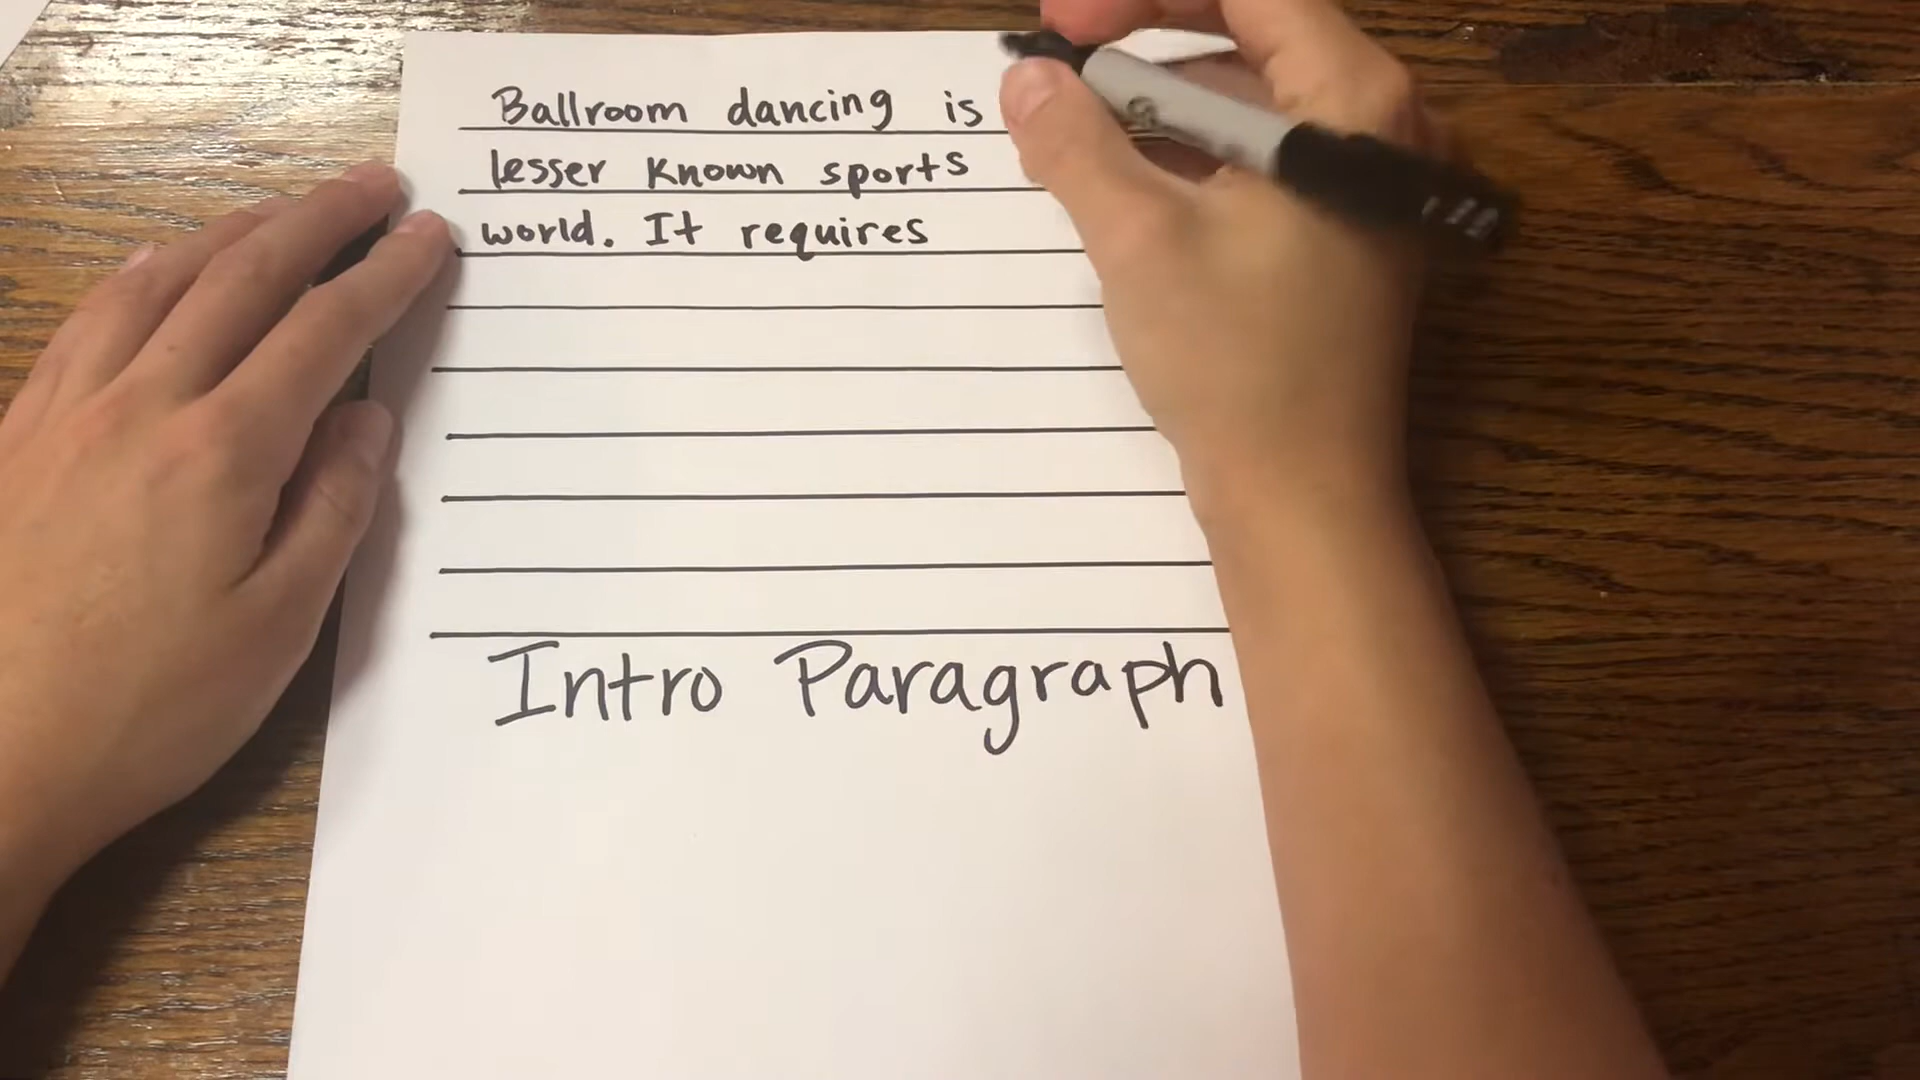 Ballroom dancing is
lesser known sports
world. It requires
Intro Paragraph